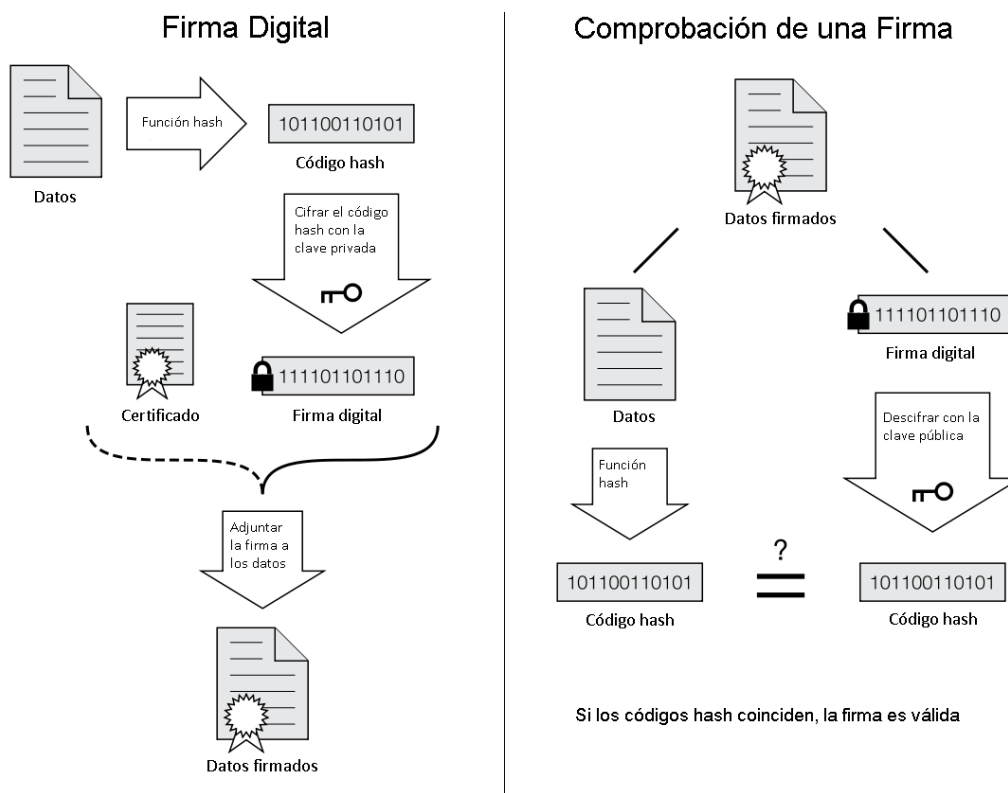 Firma Digital
Función hash
101100110101
Código hash
Datos
Cifrar el código
hash con la
clave privada
111101101110
Certificado
Firma digital
Adjuntar
la firma a
los datos
Datos firmados
Comprobación de una Firma
Datos firmados
111101101110
Firma digital
Datos
Descifrar con la
clave pública
Función
hash
?
101100110101
101100110101
Código hash
Código hash
Si los códigos hash coinciden, la firma es válida